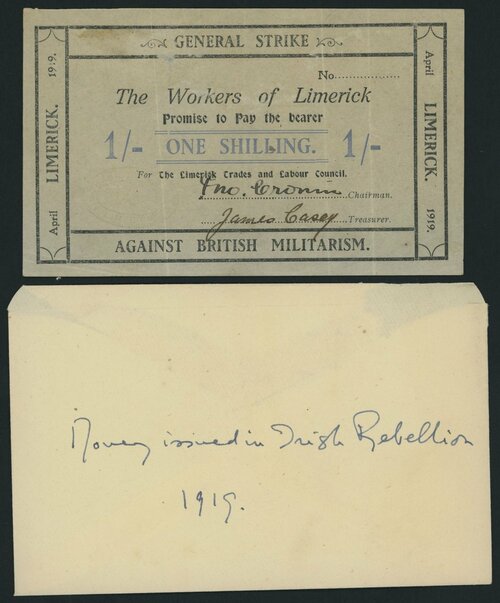 GENERAL STRIKE
No..................
The Workers of Limerick
Promise to Pay the bearer
1/- ONE SHILLING. 1/-
For The Limerick Trades and Labour Council.
Jno. Cronin Chairman.
James Casey Treasurer.
AGAINST BRITISH MILITARISM.
April LIMERICK. 1919.
April LIMERICK. 1919.
Money issued in Irish Rebellion
1919.